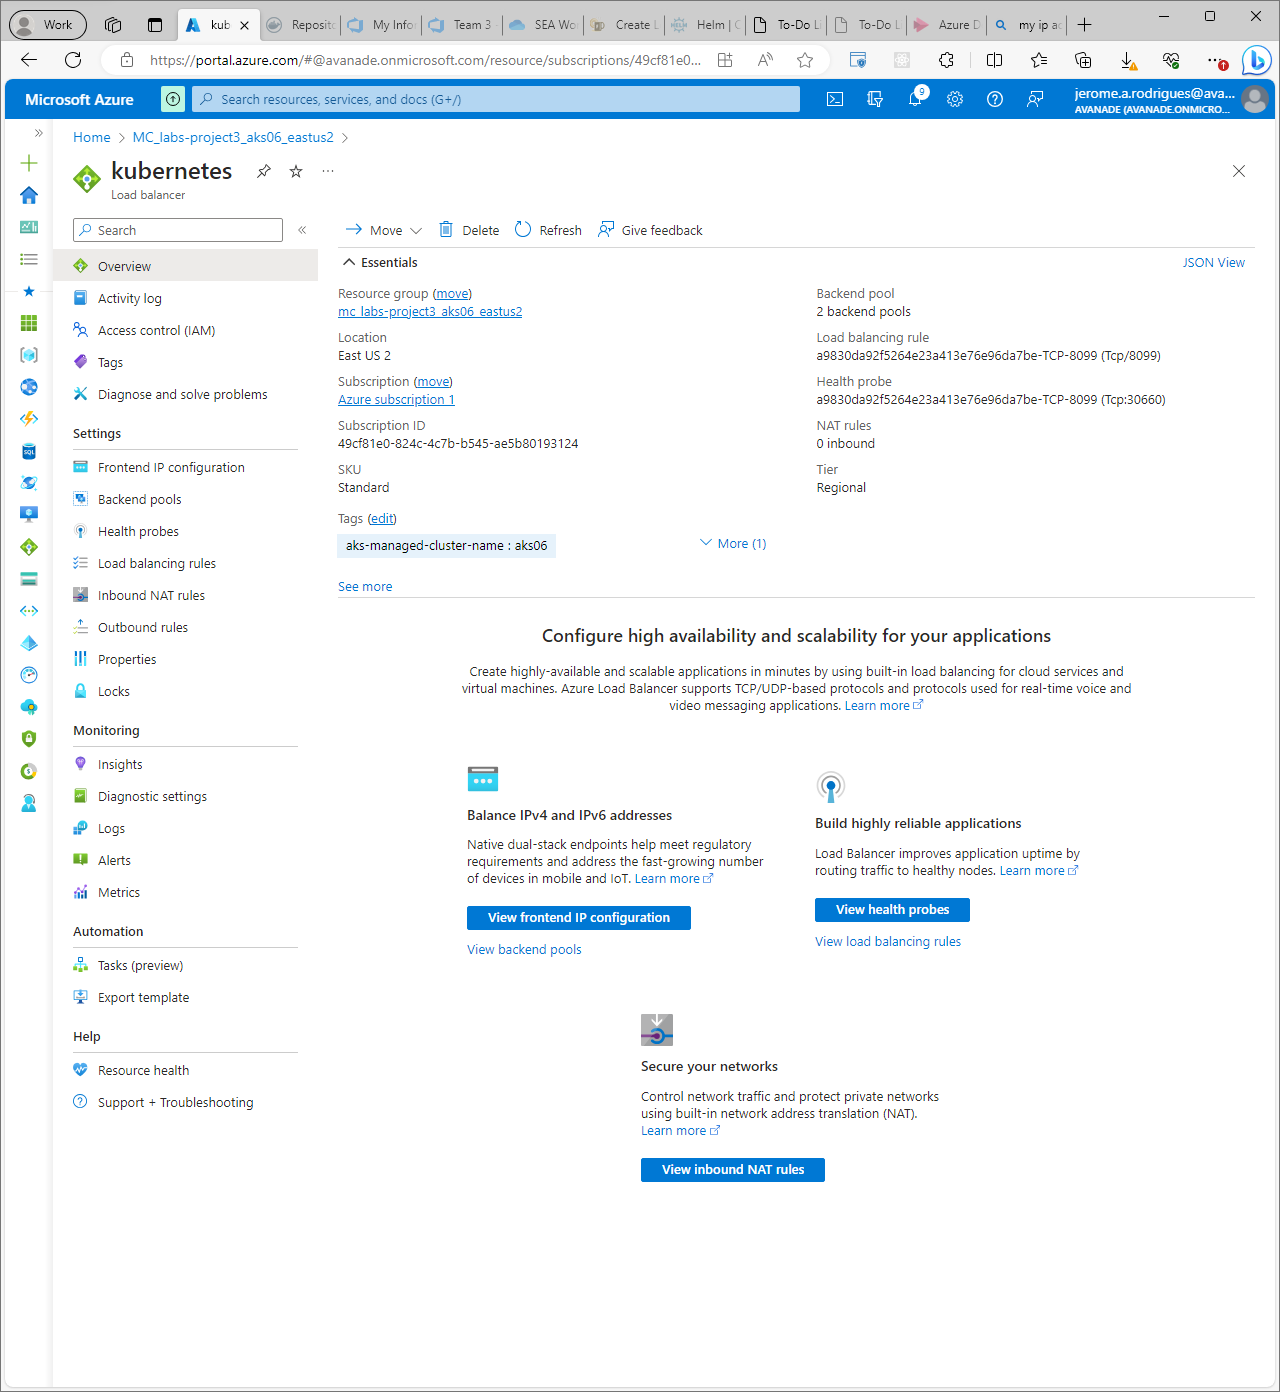 Work
kub
Reposit
My Info
Team 3
SEA Wo
Create L
Helm | C
To-Do Li
To-Do L
Azure D
my ip ad
https://portal.azure.com/#@avanade.onmicrosoft.com/resource/subscriptions/49cf81e0...
Microsoft Azure
Search resources, services, and docs (G+/)
9
jerome.a.rodrigues@ava...
AVANADE (AVANADE.ONMICRO...
Home > MC_labs-project3_aks06_eastus2 >
kubernetes
Load balancer
Search
Overview
Activity log
Access control (IAM)
Tags
Diagnose and solve problems
Settings
Frontend IP configuration
Backend pools
Health probes
Load balancing rules
Inbound NAT rules
Outbound rules
Properties
Locks
Monitoring
Insights
Diagnostic settings
Logs
Alerts
Metrics
Automation
Tasks (preview)
Export template
Help
Resource health
Support + Troubleshooting
Move
Delete
Refresh
Give feedback
Essentials
JSON View
Resource group (move)
mc_labs-project3_aks06_eastus2
Location
East US 2
Subscription (move)
Azure subscription 1
Subscription ID
49cf81e0-824c-4c7b-b545-ae5b80193124
SKU
Standard
Tags (edit)
aks-managed-cluster-name : aks06
More (1)
See more
Backend pool
2 backend pools
Load balancing rule
a9830da92f5264e23a413e76e96da7be-TCP-8099 (Tcp/8099)
Health probe
a9830da92f5264e23a413e76e96da7be-TCP-8099 (Tcp:30660)
NAT rules
0 inbound
Tier
Regional
Configure high availability and scalability for your applications
Create highly-available and scalable applications in minutes by using built-in load balancing for cloud services and
virtual machines. Azure Load Balancer supports TCP/UDP-based protocols and protocols used for real-time voice and
video messaging applications. Learn more
Balance IPv4 and IPv6 addresses
Native dual-stack endpoints help meet regulatory
requirements and address the fast-growing number
of devices in mobile and IoT. Learn more
View frontend IP configuration
View backend pools
Build highly reliable applications
Load Balancer improves application uptime by
routing traffic to healthy nodes. Learn more
View health probes
View load balancing rules
Secure your networks
Control network traffic and protect private networks
using built-in network address translation (NAT).
Learn more
View inbound NAT rules